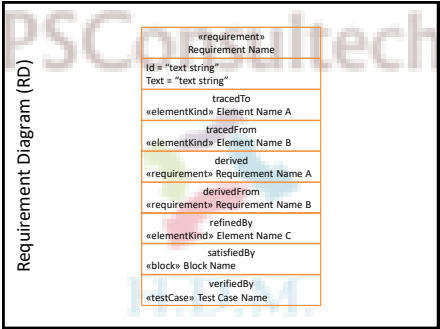 PSConsultech
Requirement Diagram (RD)
«requirement»
Requirement Name
Id = “text string”
Text = “text string”
tracedTo
«elementKind» Element Name A
tracedFrom
«elementKind» Element Name B
derived
«requirement» Requirement Name A
derivedFrom
«requirement» Requirement Name B
refinedBy
«elementKind» Element Name C
satisfiedBy
«block» Block Name
verifiedBy
«testCase» Test Case Name
H.D.M.